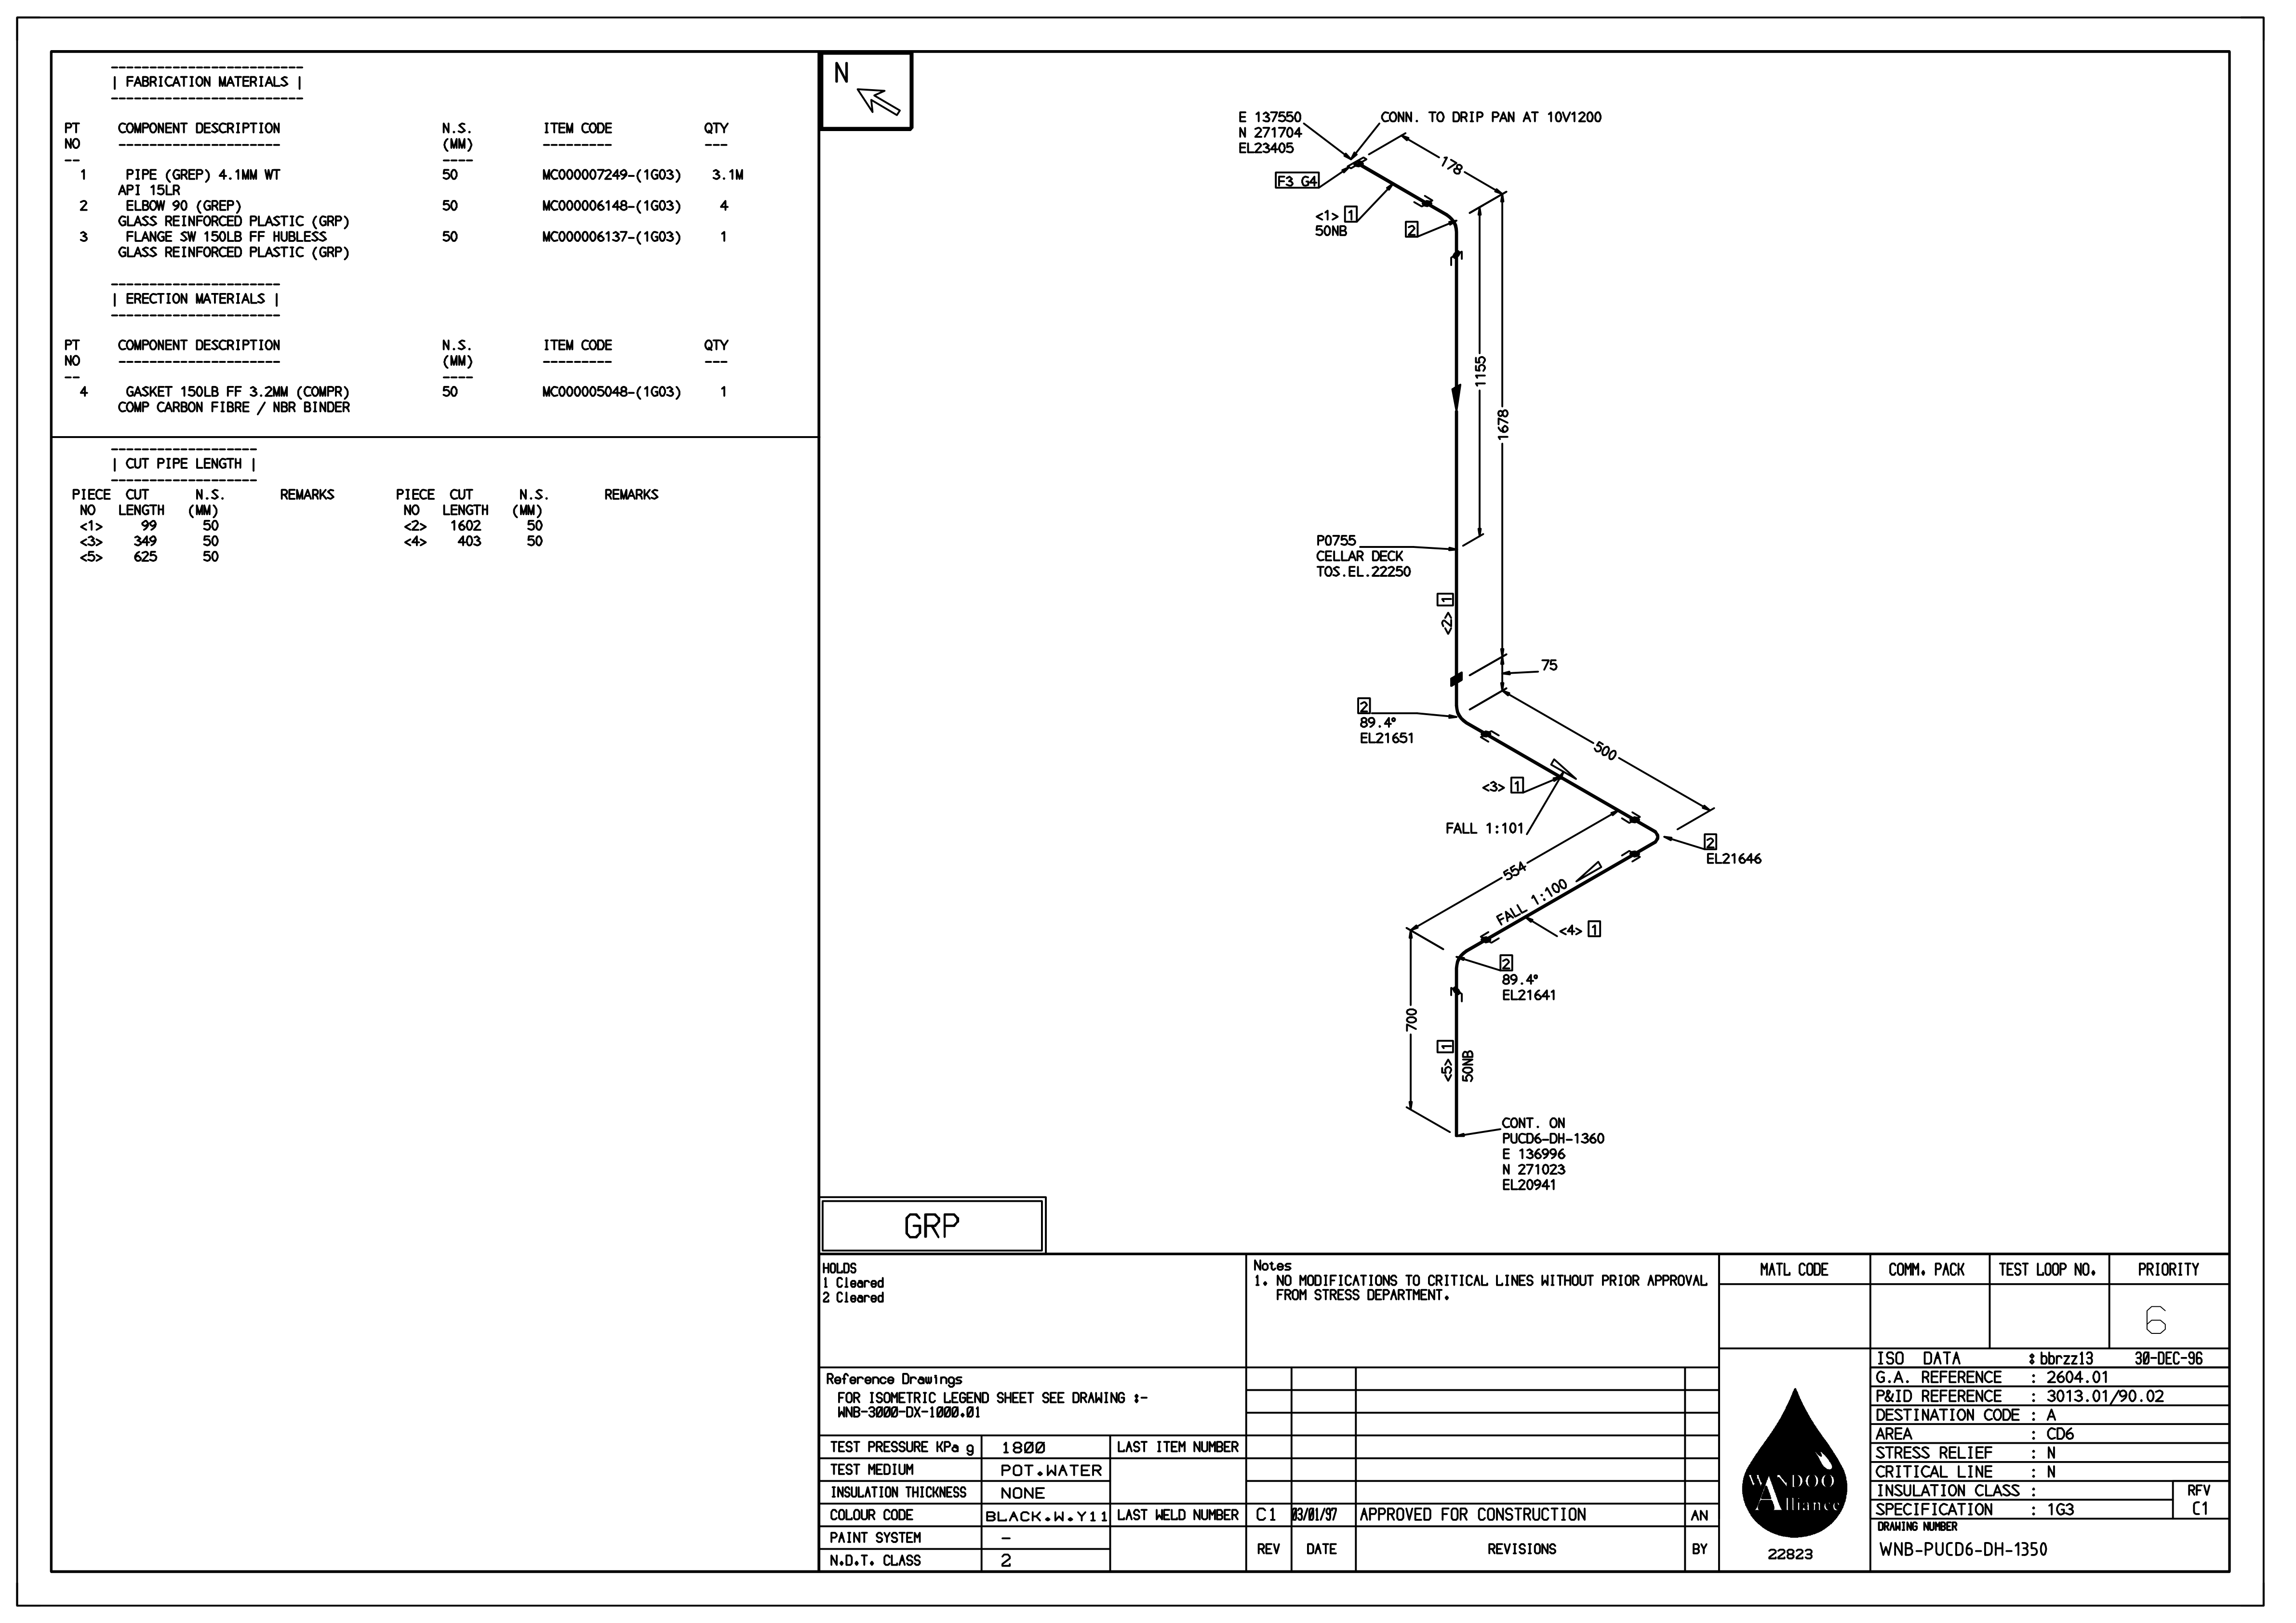 | FABRICATION MATERIALS |
PT NO COMPONENT DESCRIPTION N.S. (MM) ITEM CODE QTY
1 PIPE (GREP) 4.1MM WT 50 MC000007249-(1G03) 3.1M
API 15LR
2 ELBOW 90 (GREP) 50 MC000006148-(1G03) 4
GLASS REINFORCED PLASTIC (GRP)
3 FLANGE SW 150LB FF HUBLESS 50 MC000006137-(1G03) 1
GLASS REINFORCED PLASTIC (GRP)
| ERECTION MATERIALS |
PT NO COMPONENT DESCRIPTION N.S. (MM) ITEM CODE QTY
4 GASKET 150LB FF 3.2MM (COMPR) 50 MC000005048-(1G03) 1
COMP CARBON FIBRE / NBR BINDER
| CUT PIPE LENGTH |
PIECE CUT N.S. REMARKS PIECE CUT N.S. REMARKS
NO LENGTH (MM) NO LENGTH (MM)
<1> 99 50 <2> 1602 50
<3> 349 50 <4> 403 50
<5> 625 50
N
E 137550
N 271704
EL23405
CONN. TO DRIP PAN AT 10V1200
178
F3 G4
<1> 1
50NB
2
1155
1678
P0755
CELLAR DECK
TOS.EL.22250
<2> 1
75
2
89.4°
EL21651
500
<3> 1
FALL 1:101
2
EL21646
554
FALL 1:100
<4> 1
2
89.4°
EL21641
700
<5> 1
50NB
CONT. ON
PUCD6-DH-1360
E 136996
N 271023
EL20941
GRP
HOLDS
1 Cleared
2 Cleared
Notes
1. NO MODIFICATIONS TO CRITICAL LINES WITHOUT PRIOR APPROVAL
FROM STRESS DEPARTMENT.
Reference Drawings
FOR ISOMETRIC LEGEND SHEET SEE DRAWING :-
WNB-3000-DX-1000.01
TEST PRESSURE KPa g 1800 LAST ITEM NUMBER
TEST MEDIUM POT.WATER
INSULATION THICKNESS NONE
COLOUR CODE BLACK.W.Y11 LAST WELD NUMBER
PAINT SYSTEM -
N.D.T. CLASS 2
C1 03/01/97 APPROVED FOR CONSTRUCTION AN
REV DATE REVISIONS BY
MATL CODE COMM. PACK TEST LOOP NO. PRIORITY
6
WANDOO
Alliance
22823
ISO DATA : bbrzz13 30-DEC-96
G.A. REFERENCE : 2604.01
P&ID REFERENCE : 3013.01/90.02
DESTINATION CODE : A
AREA : CD6
STRESS RELIEF : N
CRITICAL LINE : N
INSULATION CLASS :
SPECIFICATION : 1G3
RFV
C1
DRAWING NUMBER
WNB-PUCD6-DH-1350